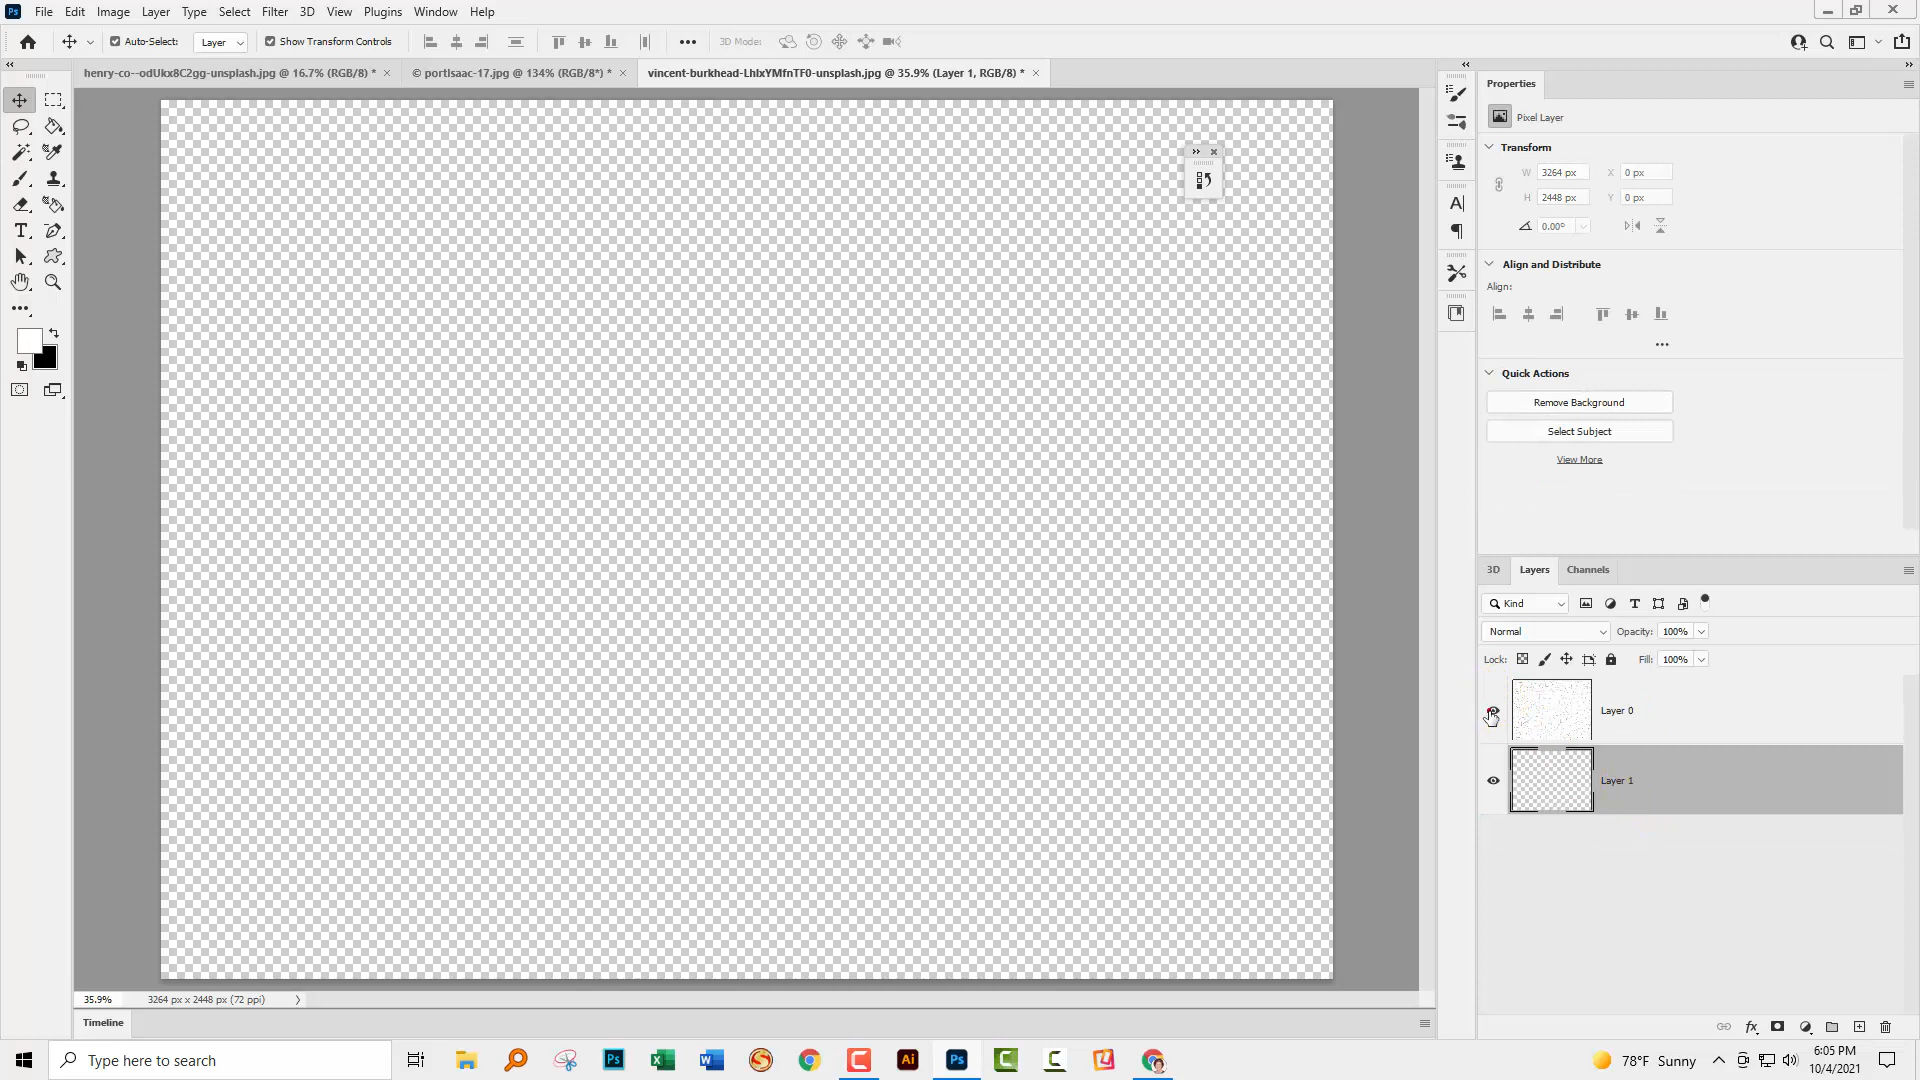 Ps File Edit Image Layer Type Select Filter 3D View Plugins Window Help
Auto-Select: Layer Show Transform Controls 3D Mode:
henry-co--odUkx8C2gg-unsplash.jpg @ 16.7% (RGB/8) * © portIsaac-17.jpg @ 134% (RGB/8*) * vincent-burkhead-LhlxYMfnTF0-unsplash.jpg @ 35.9% (Layer 1, RGB/8) *
Properties
Pixel Layer
Transform
W 3264 px X 0 px
H 2448 px Y 0 px
0.00°
Align and Distribute
Align:
Quick Actions
Remove Background
Select Subject
View More
3D Layers Channels
Kind
Normal Opacity: 100%
Lock: Fill: 100%
Layer 0
Layer 1
35.9% 3264 px x 2448 px (72 ppi)
Timeline
Type here to search
78°F Sunny
6:05 PM
10/4/2021